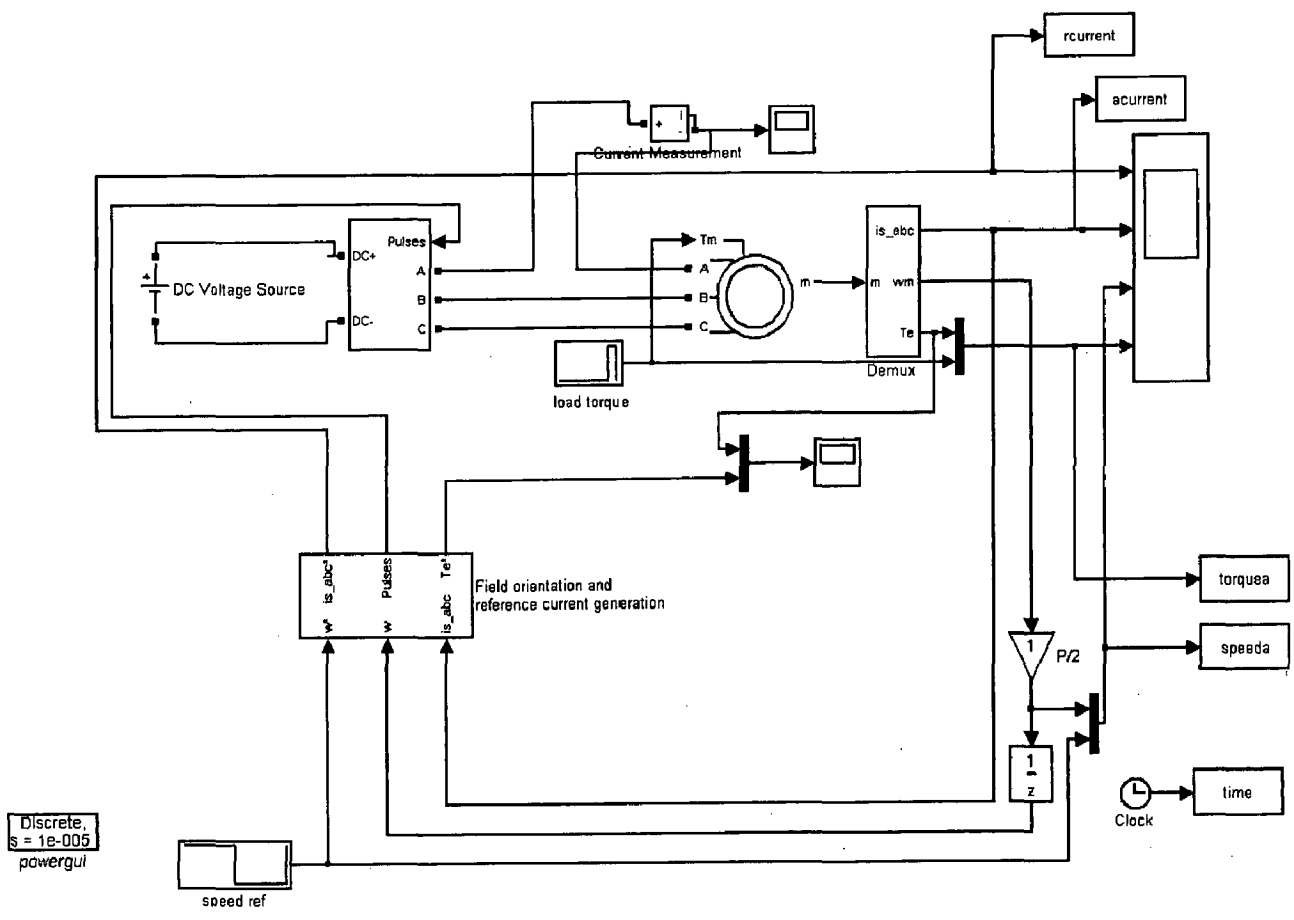 rcurrent
acurrent
+
-
Current Measurement
Pulses
DC+
A
B
C
DC-
+
DC Voltage Source
Tm
A
B
C
m
m
is_abc
wm
Te
Demux
load torque
is_abc*
Pulses
Te*
w*
w
is_abc
Field orientation and
reference current generation
torquea
speeda
1
P/2
1
z
Clock
time
Discrete,
s = 1e-005
powergui
speed ref